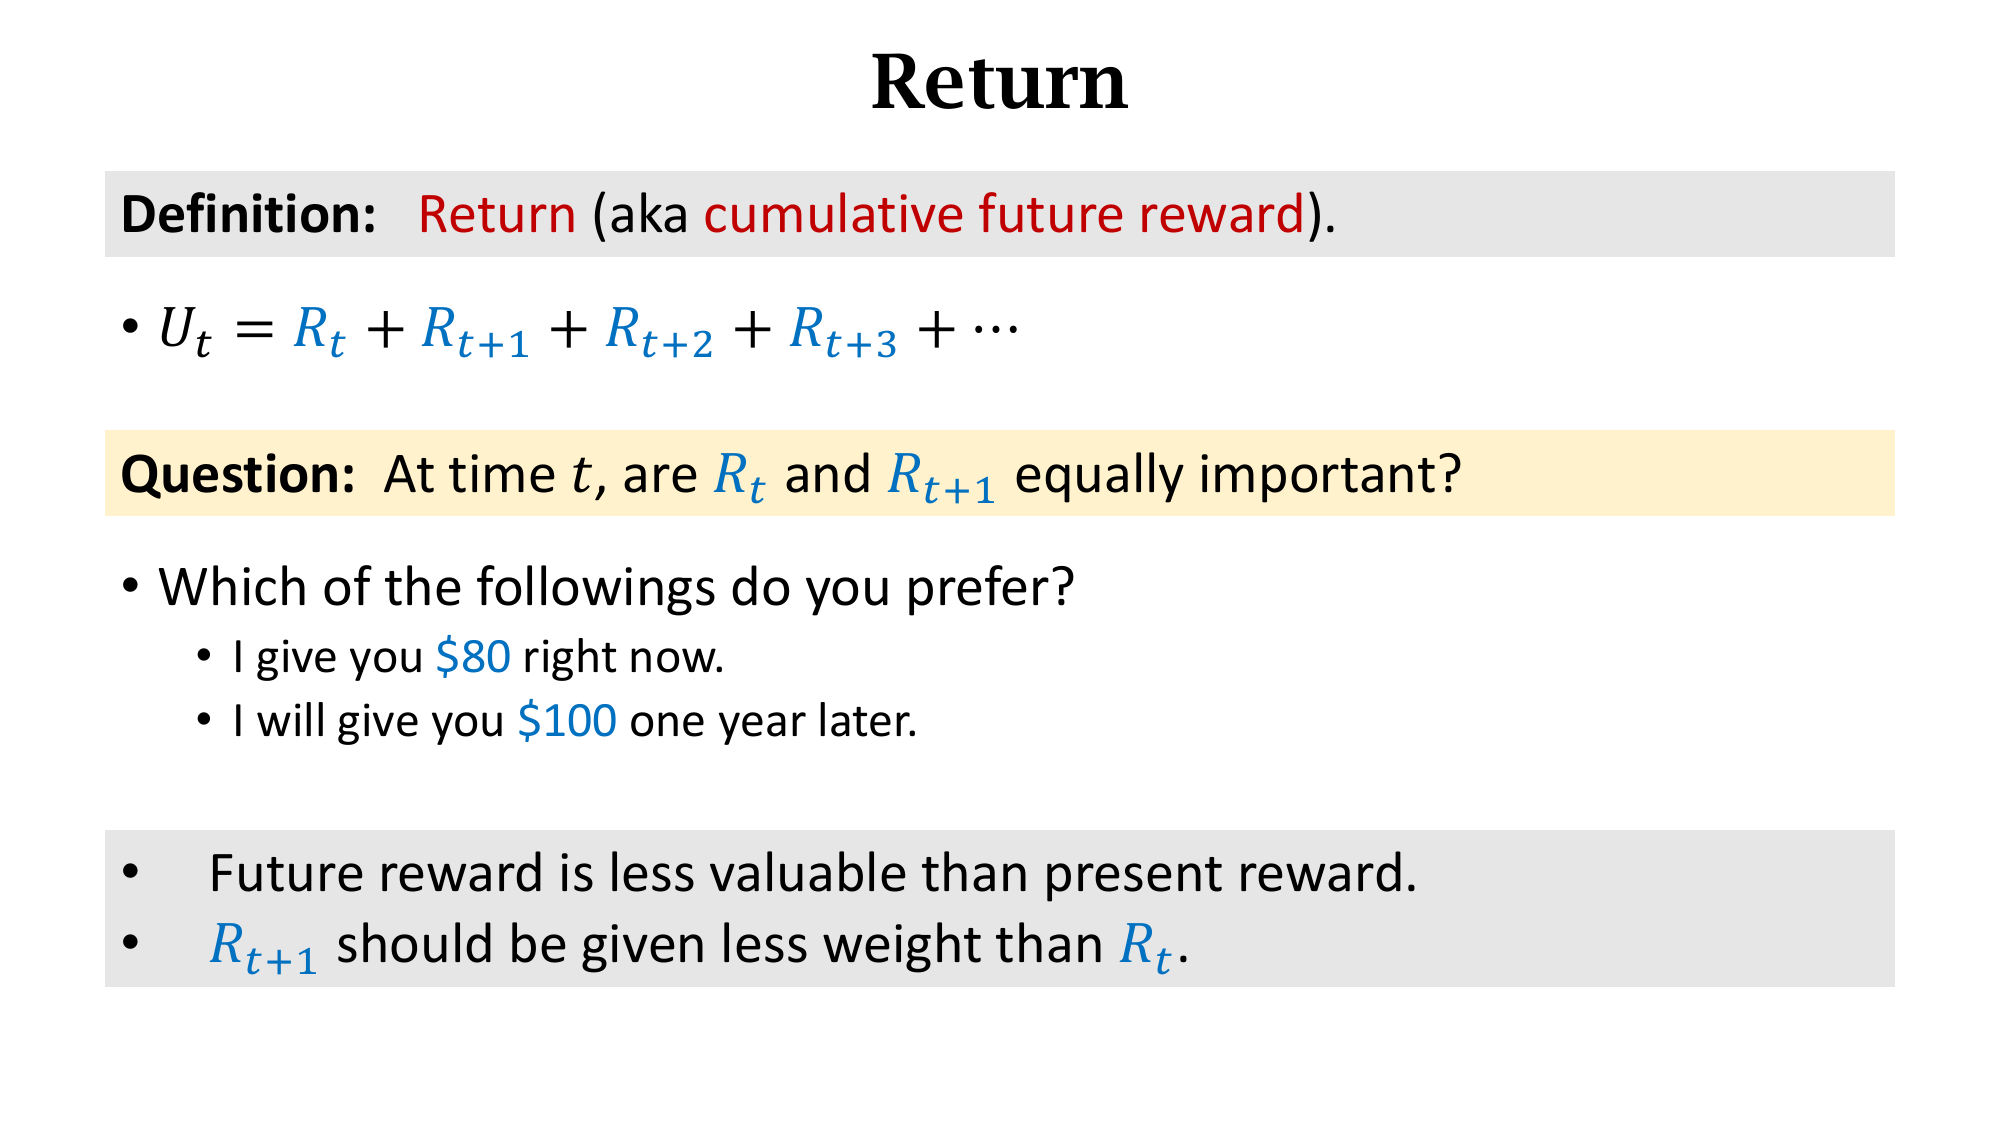 Return
Definition: Return (aka cumulative future reward).
• U_t = R_t + R_{t+1} + R_{t+2} + R_{t+3} + ⋯
Question: At time t, are R_t and R_{t+1} equally important?
• Which of the followings do you prefer?
• I give you $80 right now.
• I will give you $100 one year later.
• Future reward is less valuable than present reward.
• R_{t+1} should be given less weight than R_t.